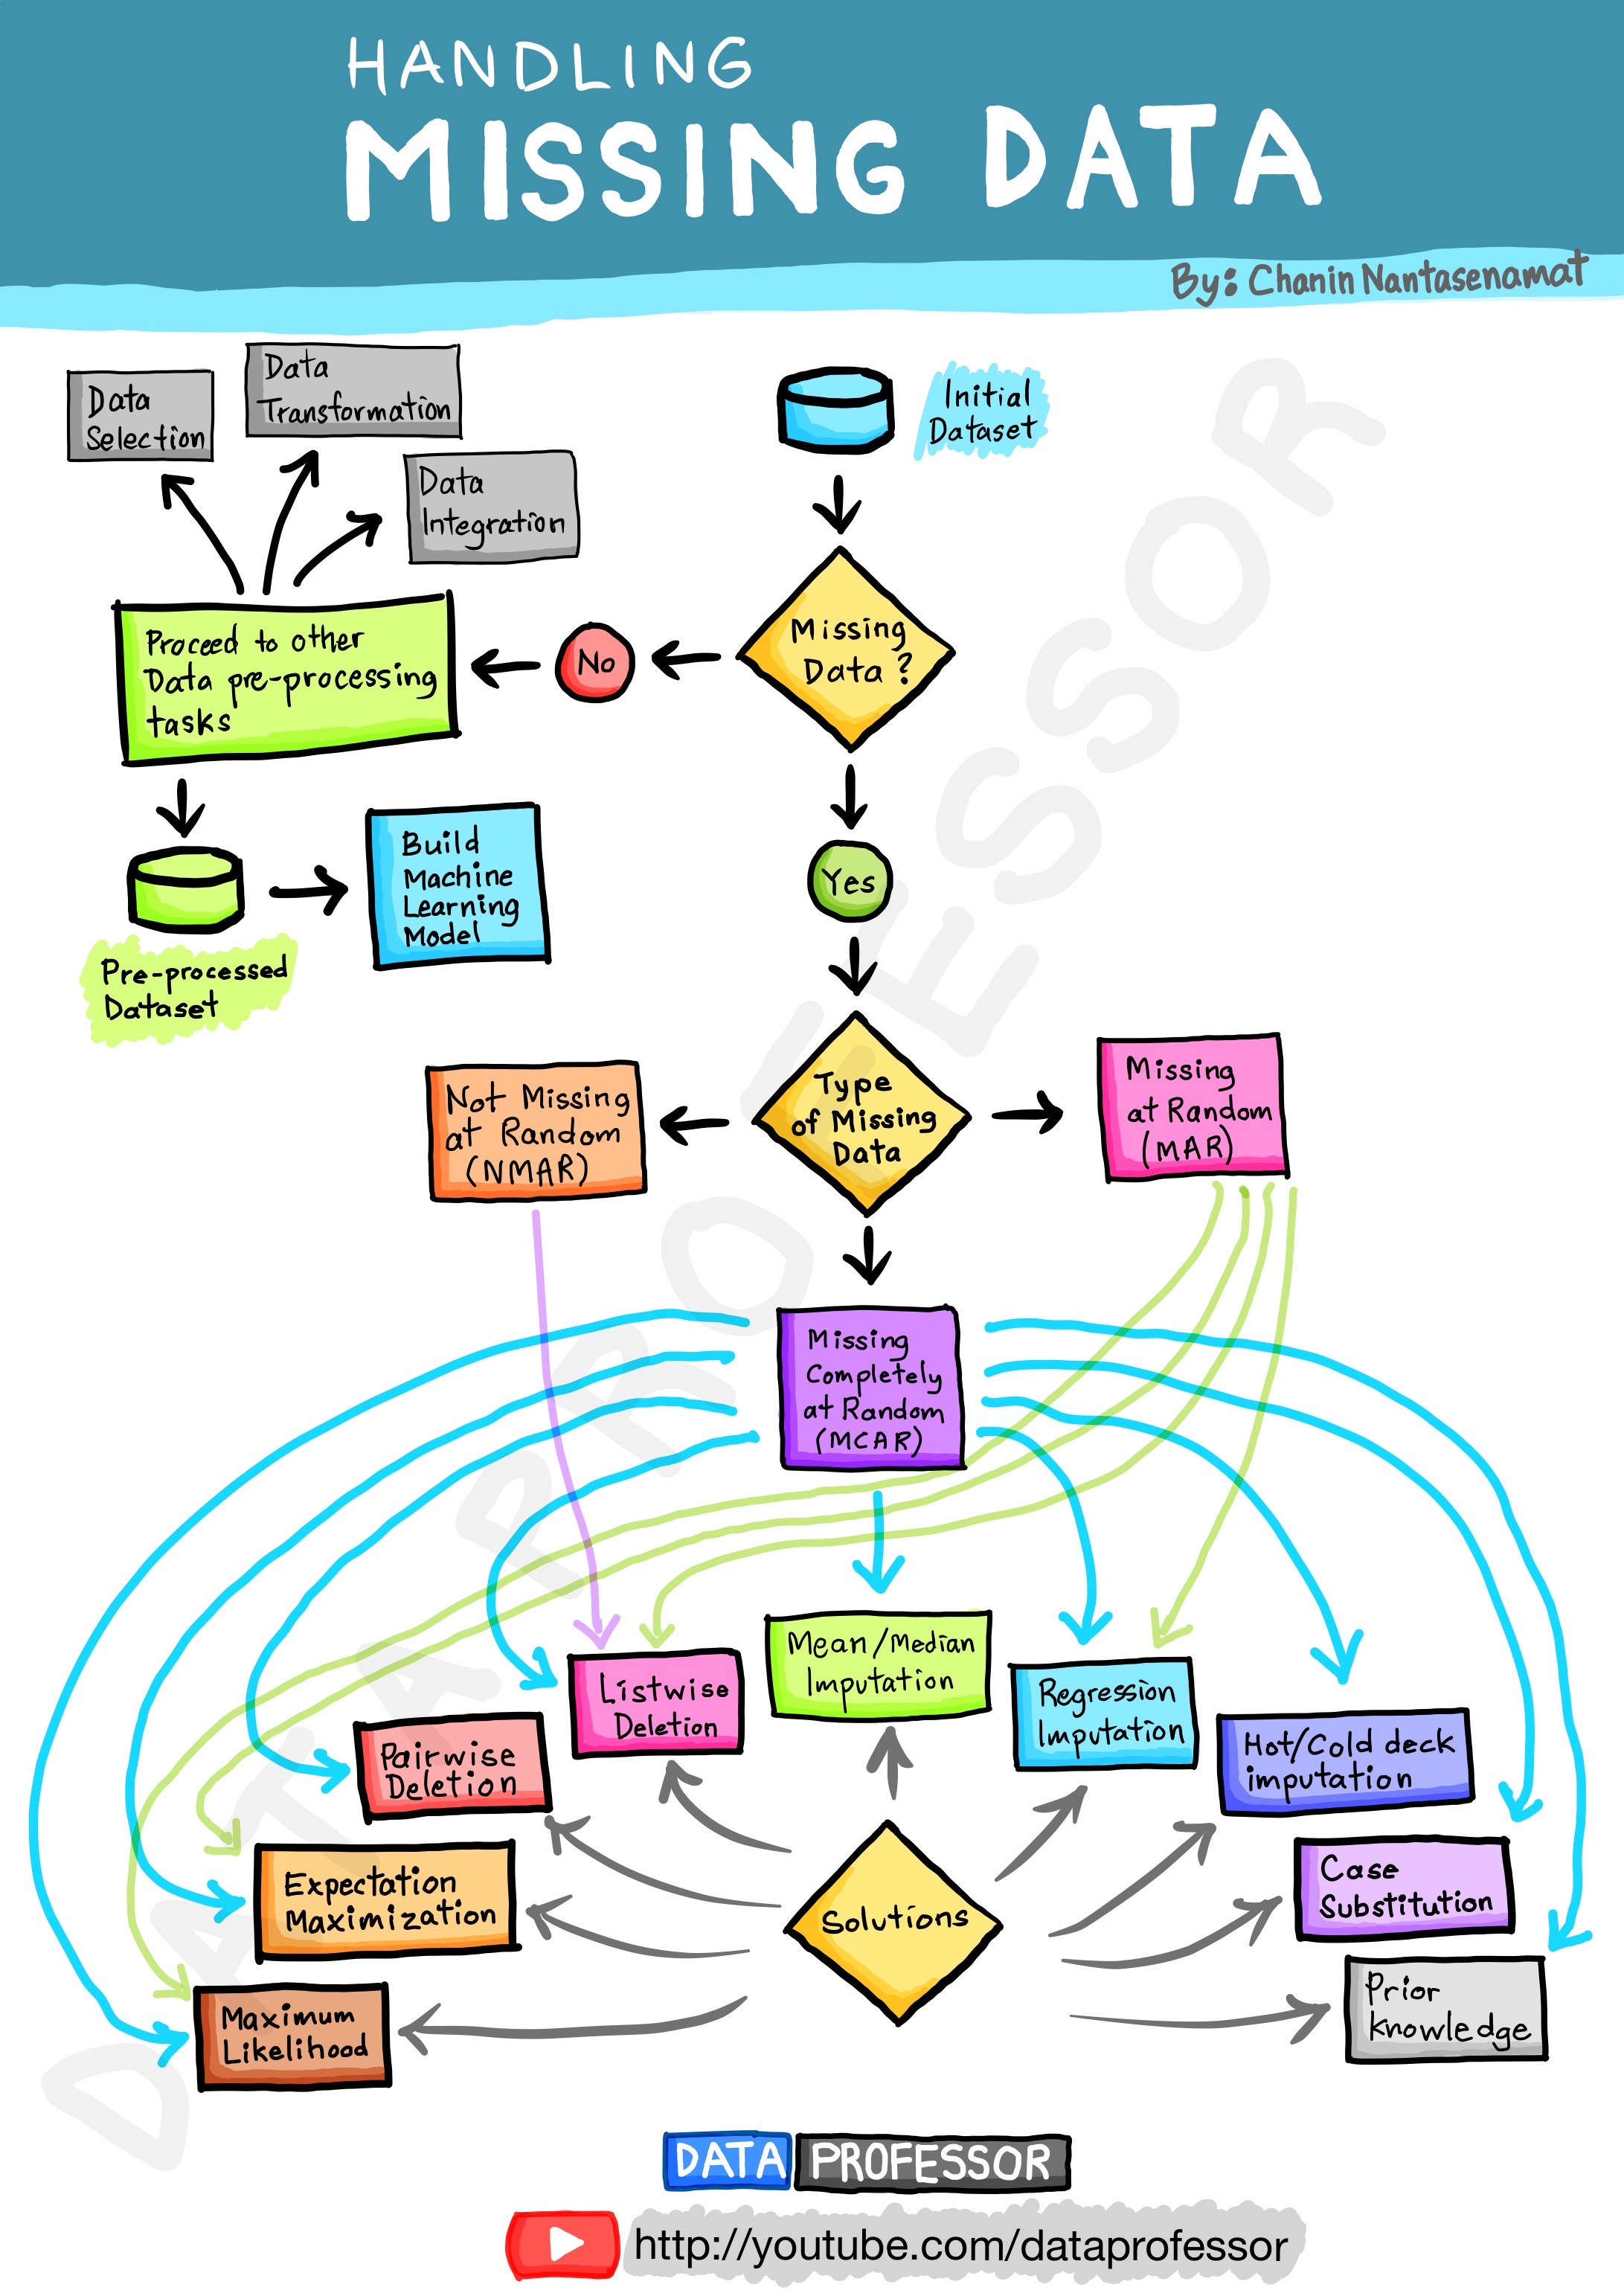 HANDLING
MISSING DATA
By: Chanin Nantasenamat
Data
Selection
Data
Transformation
Data
Integration
Initial
Dataset
Missing
Data?
No
Proceed to other
Data pre-processing
tasks
Yes
Build
Machine
Learning
Model
Pre-processed
Dataset
Not Missing
at Random
(NMAR)
Type
of Missing
Data
Missing
at Random
(MAR)
Missing
Completely
at Random
(MCAR)
Mean/Median
Imputation
Listwise
Deletion
Regression
Imputation
Pairwise
Deletion
Hot/Cold deck
imputation
Expectation
Maximization
Solutions
Case
Substitution
Maximum
Likelihood
Prior
knowledge
DATA PROFESSOR
DATA PROFESSOR
http://youtube.com/dataprofessor